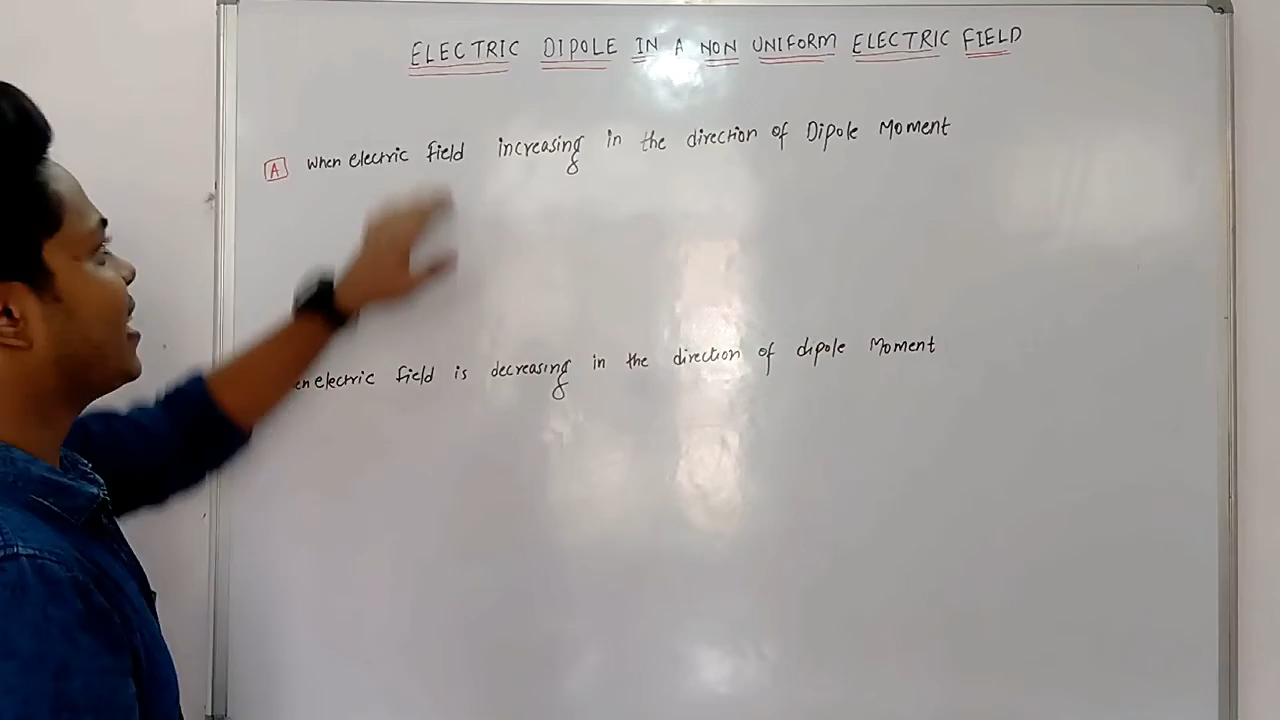 ELECTRIC DIPOLE IN A NON UNIFORM ELECTRIC FIELD
A When electric field increasing in the direction of Dipole Moment
electric field is decreasing in the direction of dipole Moment